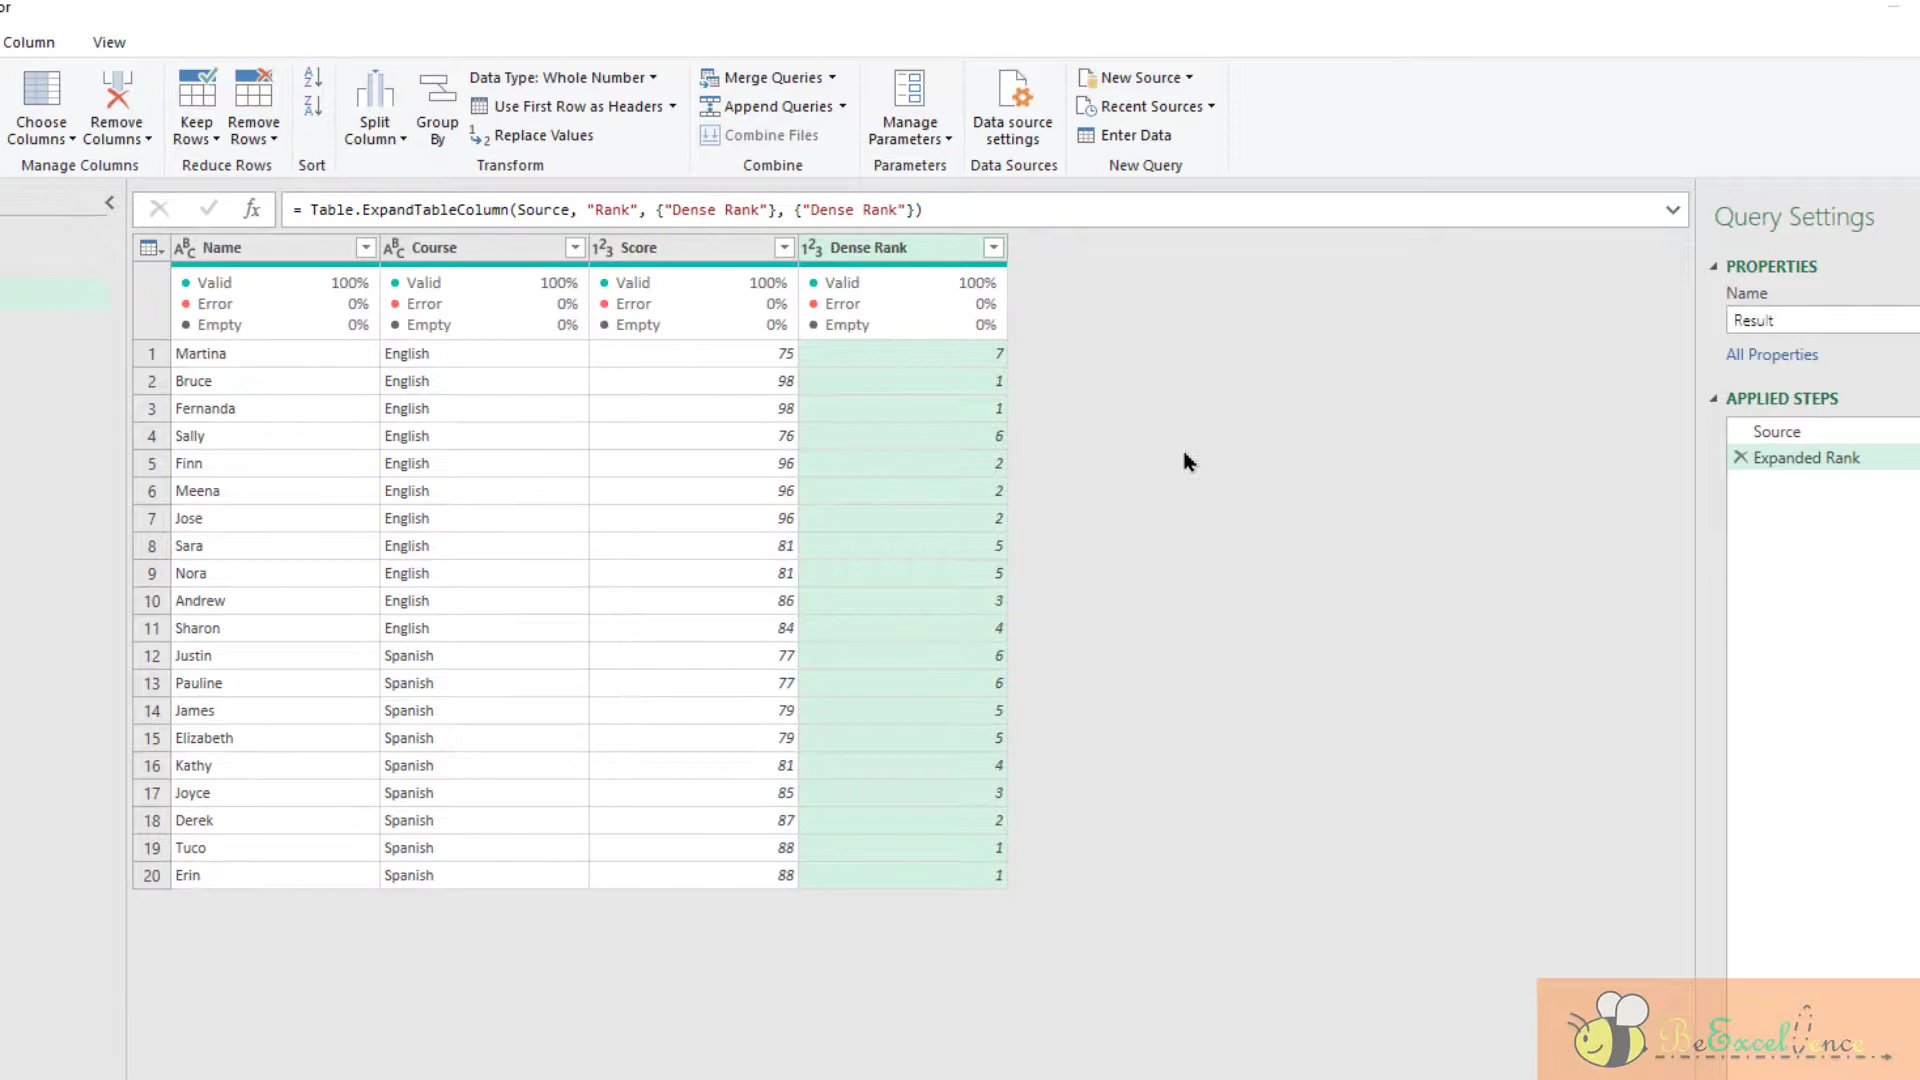 or
Column View
Choose Columns
Remove Columns
Manage Columns
Keep Rows
Remove Rows
Reduce Rows
A Z
Z A
Sort
Split Column
Group By
Data Type: Whole Number
Use First Row as Headers
1 2 Replace Values
Transform
Merge Queries
Append Queries
Combine Files
Combine
Manage Parameters
Parameters
Data source settings
Data Sources
New Source
Recent Sources
Enter Data
New Query
fx = Table.ExpandTableColumn(Source, "Rank", {"Dense Rank"}, {"Dense Rank"})
ABC Name ABC Course 123 Score 123 Dense Rank
Valid 100% Valid 100% Valid 100% Valid 100%
Error 0% Error 0% Error 0% Error 0%
Empty 0% Empty 0% Empty 0% Empty 0%
1 Martina English 75 7
2 Bruce English 98 1
3 Fernanda English 98 1
4 Sally English 76 6
5 Finn English 96 2
6 Meena English 96 2
7 Jose English 96 2
8 Sara English 81 5
9 Nora English 81 5
10 Andrew English 86 3
11 Sharon English 84 4
12 Justin Spanish 77 6
13 Pauline Spanish 77 6
14 James Spanish 79 5
15 Elizabeth Spanish 79 5
16 Kathy Spanish 81 4
17 Joyce Spanish 85 3
18 Derek Spanish 87 2
19 Tuco Spanish 88 1
20 Erin Spanish 88 1
Query Settings
PROPERTIES
Name
Result
All Properties
APPLIED STEPS
Source
Expanded Rank
BeExcellence